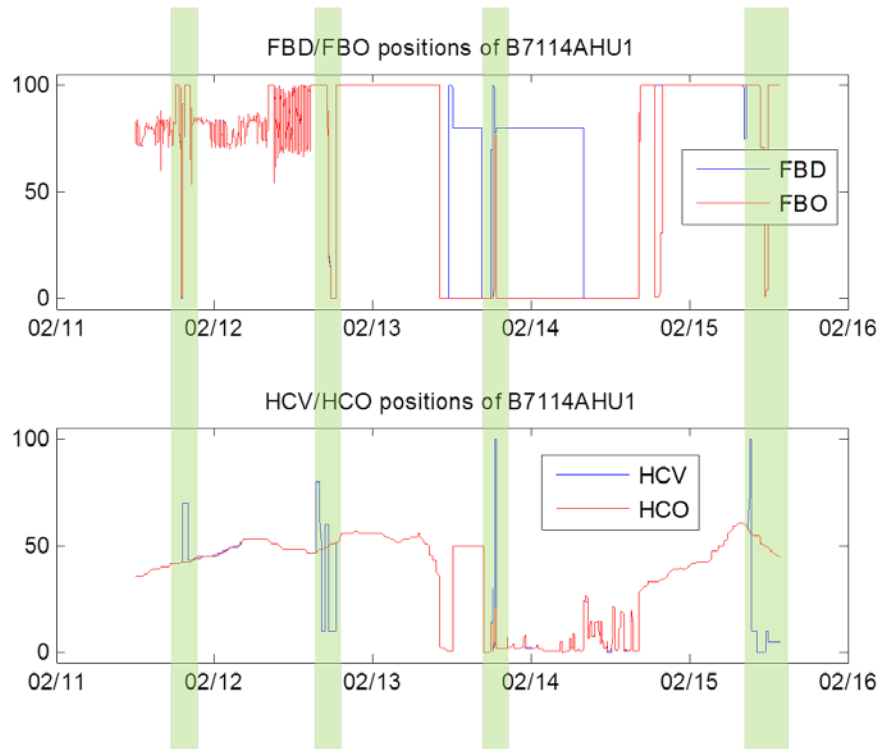 FBD/FBO positions of B7114AHU1
100
50
0
FBD
FBO
02/11 02/12 02/13 02/14 02/15 02/16
HCV/HCO positions of B7114AHU1
100
50
0
HCV
HCO
02/11 02/12 02/13 02/14 02/15 02/16